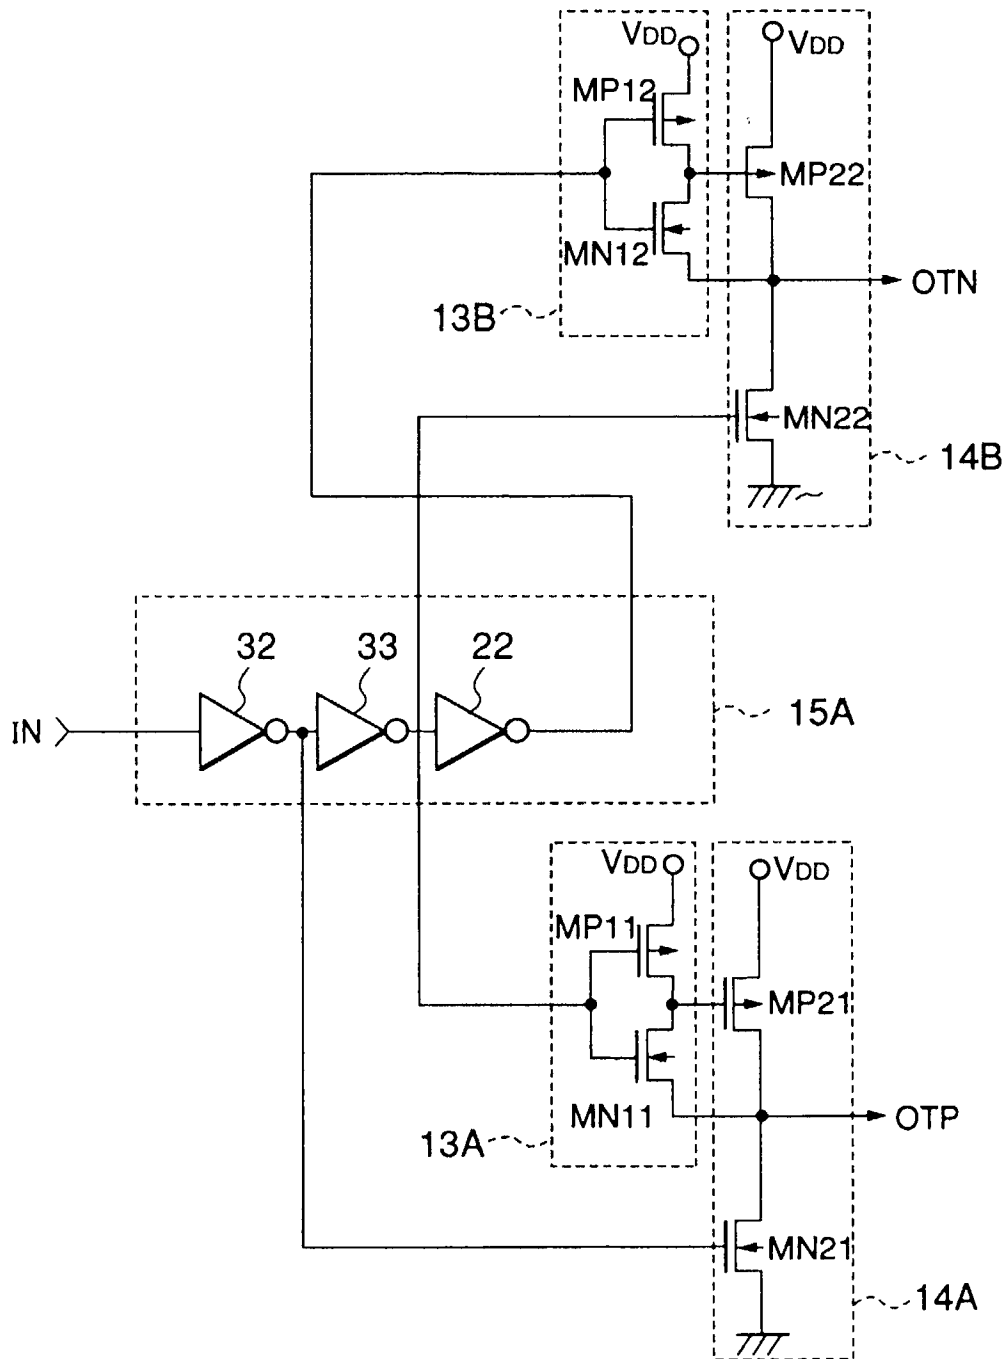 VDD
VDD
MP12
MP22
MN12
OTN
13B
MN22
14B
32
33
22
IN
15A
VDD
VDD
MP11
MP21
MN11
OTP
13A
MN21
14A